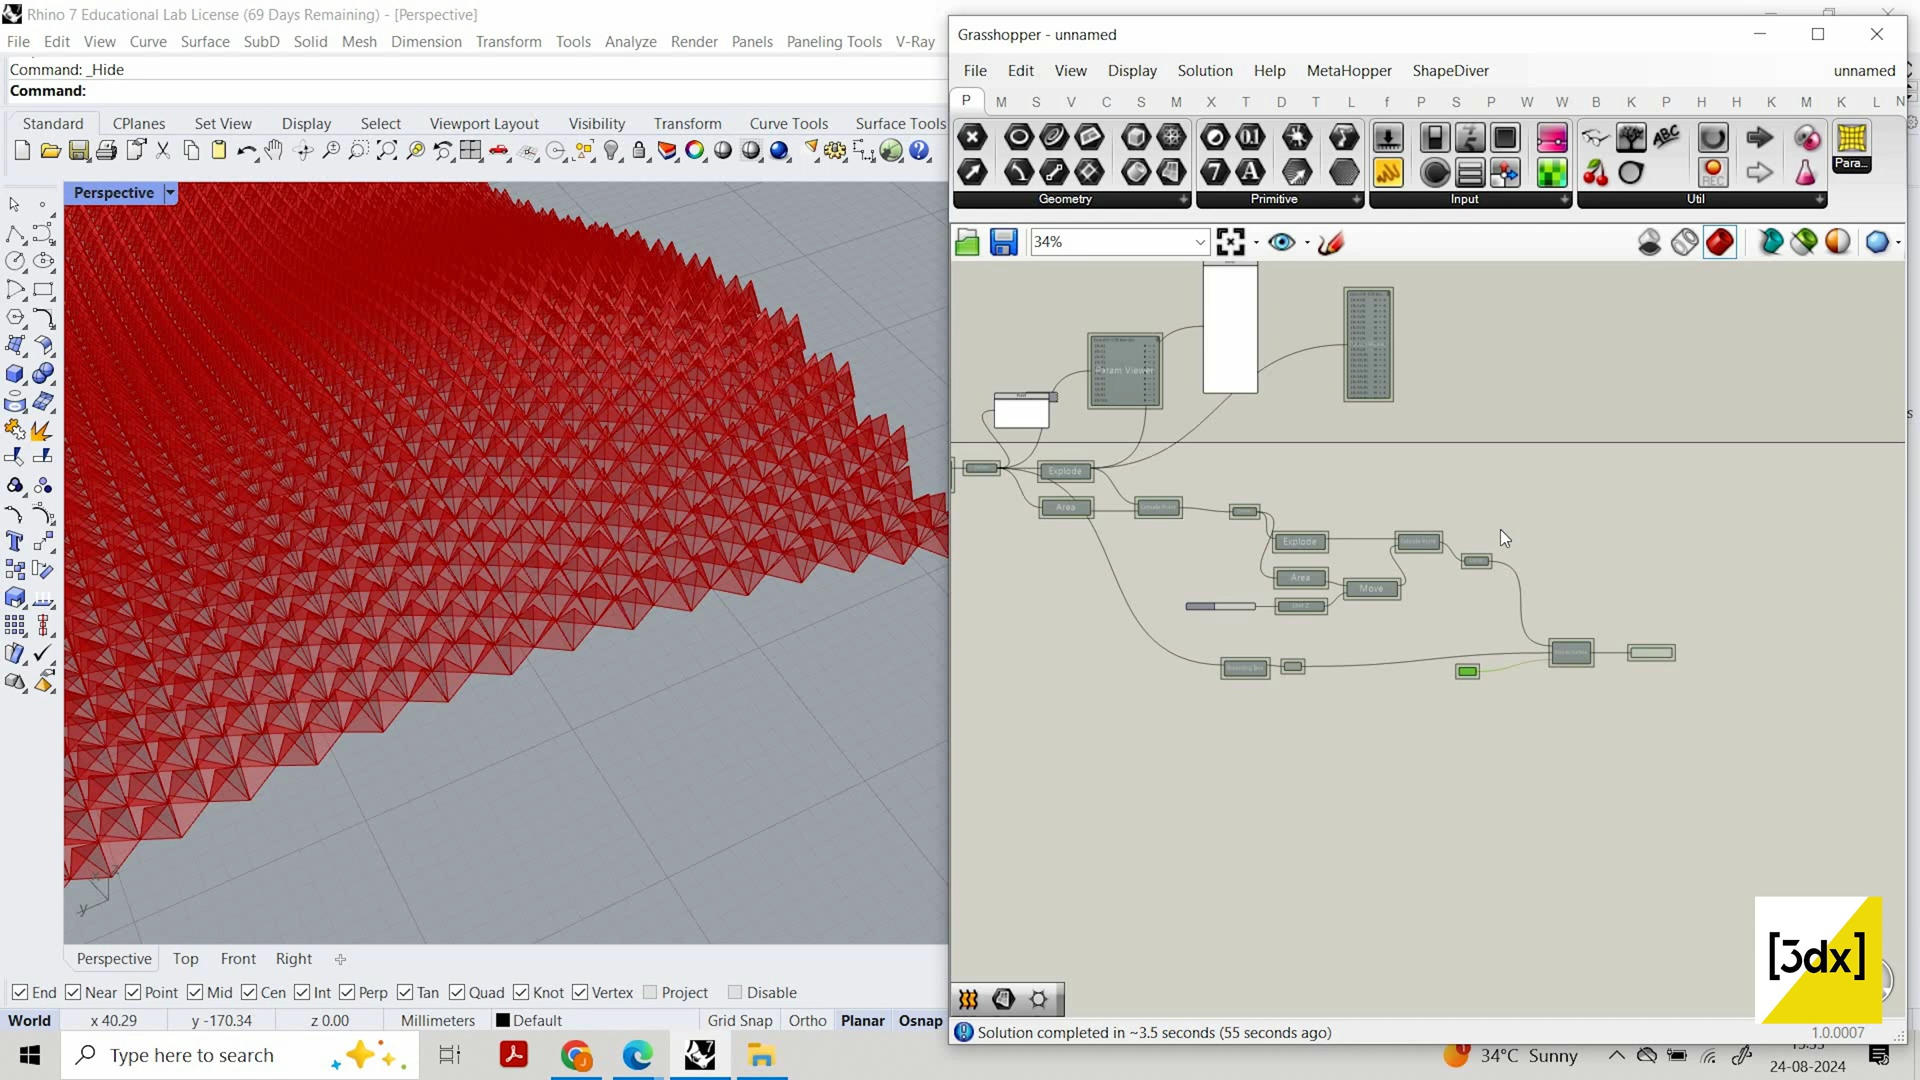 Rhino 7 Educational Lab License (69 Days Remaining) - [Perspective]
File Edit View Curve Surface SubD Solid Mesh Dimension Transform Tools Analyze Render Panels Paneling Tools V-Ray
Command: _Hide
Command:
Standard CPlanes Set View Display Select Viewport Layout Visibility Transform Curve Tools Surface Tools
Perspective
Grasshopper - unnamed
File Edit View Display Solution Help MetaHopper ShapeDiver unnamed
P M S V C S M X T D T L f P S P W W B K P H H K M K L N
Para...
Geometry Primitive Input Util
34%
Param Viewer
Explode
Area
Explode
Area
Move
Unit Z
y
[3dx]
Perspective Top Front Right
End Near Point Mid Cen Int Perp Tan Quad Knot Vertex Project Disable
World x 40.29 y -170.34 z 0.00 Millimeters Default Grid Snap Ortho Planar Osnap
Solution completed in ~3.5 seconds (55 seconds ago) 1.0.0007
Type here to search
34°C Sunny
24-08-2024